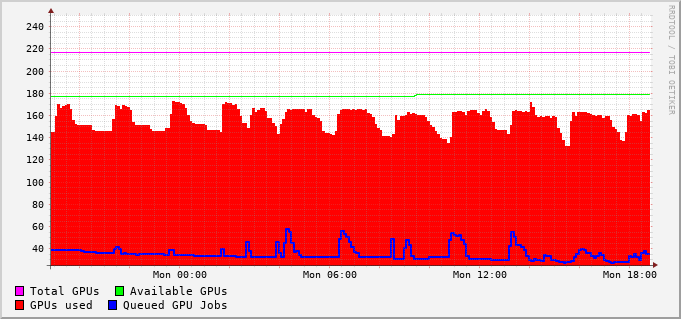 RRDTOOL / TOBI OETIKER
240
220
200
180
160
140
120
100
80
60
40
Mon 00:00 Mon 06:00 Mon 12:00 Mon 18:00
Total GPUs Available GPUs
GPUs used Queued GPU Jobs